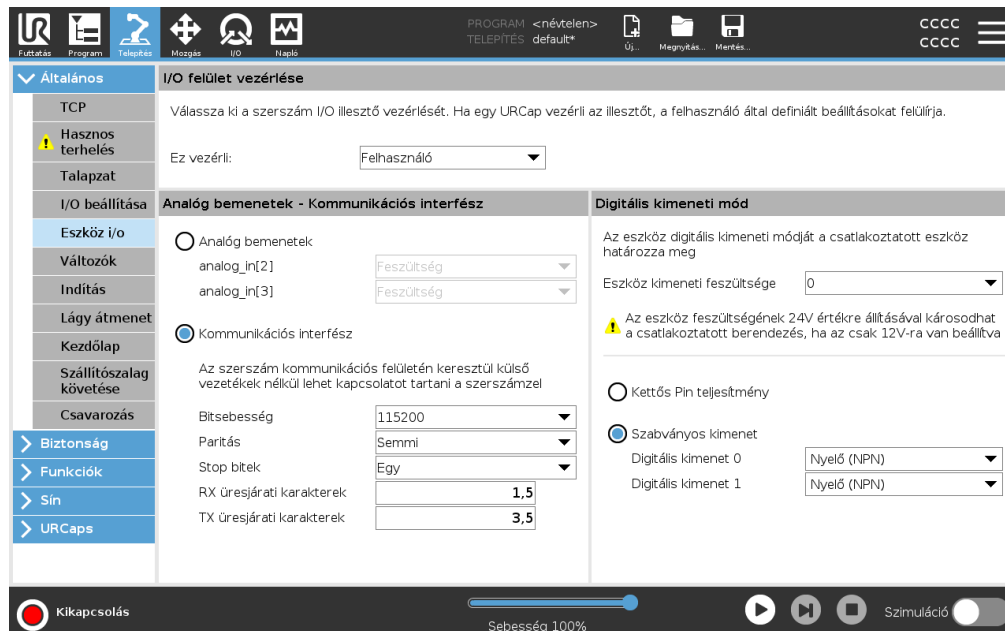 PROGRAM <névtelen>
TELEPÍTÉS default*
CCCC
CCCC
Futtatás Program Telepítés Mozgás I/O Napló Új... Megnyitás... Mentés...
Általános
TCP
Hasznos
terhelés
Talapzat
I/O beállítása
Eszköz i/o
Változók
Indítás
Lágy átmenet
Kezdőlap
Szállítószalag
követése
Csavarozás
Biztonság
Funkciók
Sín
URCaps
I/O felület vezérlése
Válassza ki a szerszám I/O illesztő vezérlését. Ha egy URCap vezérli az illesztőt, a felhasználó által definiált beállításokat felülírja.
Ez vezérli: Felhasználó
Analóg bemenetek - Kommunikációs interfész
Analóg bemenetek
analog_in[2] Feszültség
analog_in[3] Feszültség
Kommunikációs interfész
Az szerszám kommunikációs felületén keresztül külső
vezetékek nélkül lehet kapcsolatot tartani a szerszámzel
Bitsebesség 115200
Paritás Semmi
Stop bitek Egy
RX üresjárati karakterek 1,5
TX üresjárati karakterek 3,5
Digitális kimeneti mód
Az eszköz digitális kimeneti módját a csatlakoztatott eszköz
határozza meg
Eszköz kimeneti feszültsége 0
Az eszköz feszültségének 24V értékre állításával károsodhat
a csatlakoztatott berendezés, ha az csak 12V-ra van beállítva
Kettős Pin teljesítmény
Szabványos kimenet
Digitális kimenet 0 Nyelő (NPN)
Digitális kimenet 1 Nyelő (NPN)
Kikapcsolás
Sebesség 100%
Szimuláció